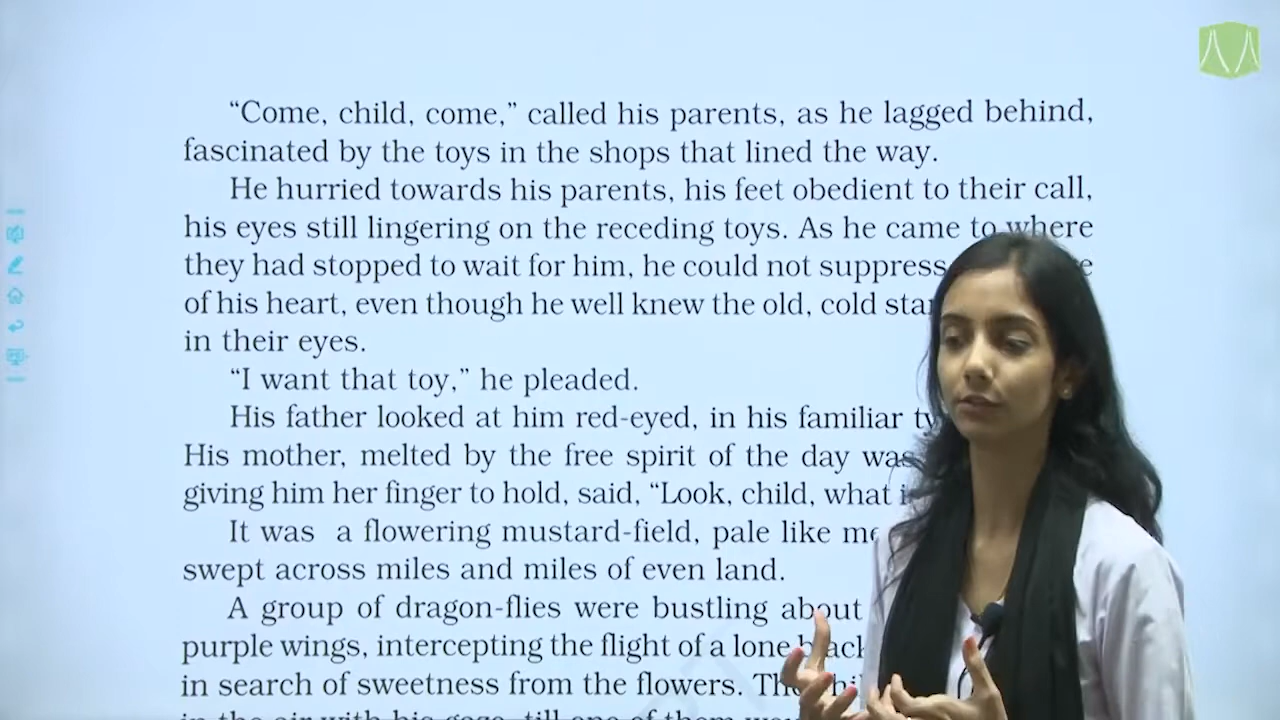 “Come, child, come,” called his parents, as he lagged behind,
fascinated by the toys in the shops that lined the way.
He hurried towards his parents, his feet obedient to their call,
his eyes still lingering on the receding toys. As he came to where
they had stopped to wait for him, he could not suppress
of his heart, even though he well knew the old, cold
in their eyes.
“I want that toy,” he pleaded.
His father looked at him red-eyed, in his familiar
His mother, melted by the free spirit of the day was
giving him her finger to hold, said, “Look, child, what
It was a flowering mustard-field, pale like
swept across miles and miles of even land.
A group of dragon-flies were bustling about
purple wings, intercepting the flight of a lone
in search of sweetness from the flowers.